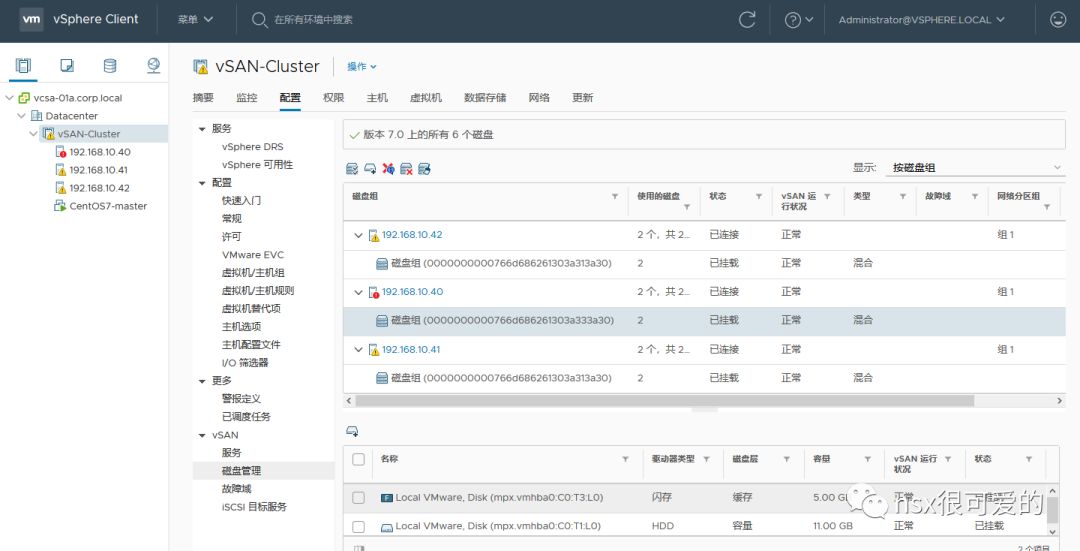 vm vSphere Client 菜单 在所有环境中搜索 Administrator@VSPHERE.LOCAL
vcsa-01a.corp.local
Datacenter
vSAN-Cluster
192.168.10.40
192.168.10.41
192.168.10.42
CentOS7-master
vSAN-Cluster 操作
摘要 监控 配置 权限 主机 虚拟机 数据存储 网络 更新
服务
vSphere DRS
vSphere 可用性
配置
快速入门
常规
许可
VMware EVC
虚拟机/主机组
虚拟机/主机规则
虚拟机替代项
主机选项
主机配置文件
I/O 筛选器
更多
警报定义
已调度任务
vSAN
服务
磁盘管理
故障域
iSCSI 目标服务
版本 7.0 上的所有 6 个磁盘
显示: 按磁盘组
磁盘组 使用的磁盘 状态 vSAN 运行状况 类型 故障域 网络分区组
192.168.10.42 2 个，共 2... 已连接 正常 组 1
磁盘组 (0000000000766d686261303a313a30) 2 已挂载 正常 混合
192.168.10.40 2 个，共 2... 已连接 正常 组 1
磁盘组 (0000000000766d686261303a333a30) 2 已挂载 正常 混合
192.168.10.41 2 个，共 2... 已连接 正常 组 1
磁盘组 (0000000000766d686261303a313a30) 2 已挂载 正常 混合
名称 驱动器类型 磁盘层 容量 vSAN 运行状况 状态
F Local VMware, Disk (mpx.vmhba0:C0:T3:L0) 闪存 缓存 5.00 GB 正常
Local VMware, Disk (mpx.vmhba0:C0:T1:L0) HDD 容量 11.00 GB 正常 已挂载
nsx很可爱的
2 个项目